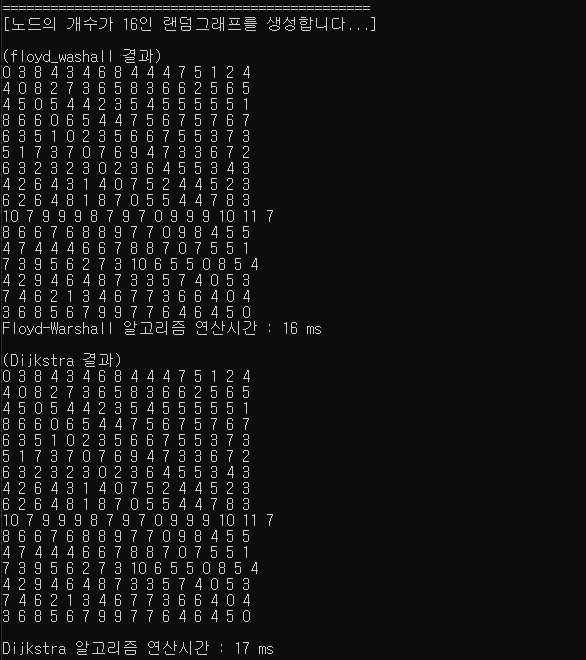 ==============================================
[노드의 개수가 16인 랜덤그래프를 생성합니다...]
(floyd_washall 결과)
0 3 8 4 3 4 6 8 4 4 4 7 5 1 2 4
4 0 8 2 7 3 6 5 8 3 6 6 2 5 6 5
4 5 0 5 4 4 2 3 5 4 5 5 5 5 5 1
8 6 6 0 6 5 4 4 7 5 6 7 5 7 6 7
6 3 5 1 0 2 3 5 6 6 7 5 5 3 7 3
5 1 7 3 7 0 7 6 9 4 7 3 3 6 7 2
6 3 2 3 2 3 0 2 3 6 4 5 5 3 4 3
4 2 6 4 3 1 4 0 7 5 2 4 4 5 2 3
6 2 6 4 8 1 8 7 0 5 5 4 4 7 8 3
10 7 9 9 9 8 7 9 7 0 9 9 9 10 11 7
8 6 6 7 6 8 8 9 7 7 0 9 8 4 5 5
4 7 4 4 4 6 6 7 8 8 7 0 7 5 5 1
7 3 9 5 6 2 7 3 10 6 5 5 0 8 5 4
4 2 9 4 6 4 8 7 3 3 5 7 4 0 5 3
7 4 6 2 1 3 4 6 7 7 3 6 6 4 0 4
3 6 8 5 6 7 9 9 7 7 6 4 6 4 5 0
Floyd-Warshall 알고리즘 연산시간 : 16 ms
(Dijkstra 결과)
0 3 8 4 3 4 6 8 4 4 4 7 5 1 2 4
4 0 8 2 7 3 6 5 8 3 6 6 2 5 6 5
4 5 0 5 4 4 2 3 5 4 5 5 5 5 5 1
8 6 6 0 6 5 4 4 7 5 6 7 5 7 6 7
6 3 5 1 0 2 3 5 6 6 7 5 5 3 7 3
5 1 7 3 7 0 7 6 9 4 7 3 3 6 7 2
6 3 2 3 2 3 0 2 3 6 4 5 5 3 4 3
4 2 6 4 3 1 4 0 7 5 2 4 4 5 2 3
6 2 6 4 8 1 8 7 0 5 5 4 4 7 8 3
10 7 9 9 9 8 7 9 7 0 9 9 9 10 11 7
8 6 6 7 6 8 8 9 7 7 0 9 8 4 5 5
4 7 4 4 4 6 6 7 8 8 7 0 7 5 5 1
7 3 9 5 6 2 7 3 10 6 5 5 0 8 5 4
4 2 9 4 6 4 8 7 3 3 5 7 4 0 5 3
7 4 6 2 1 3 4 6 7 7 3 6 6 4 0 4
3 6 8 5 6 7 9 9 7 7 6 4 6 4 5 0
Dijkstra 알고리즘 연산시간 : 17 ms